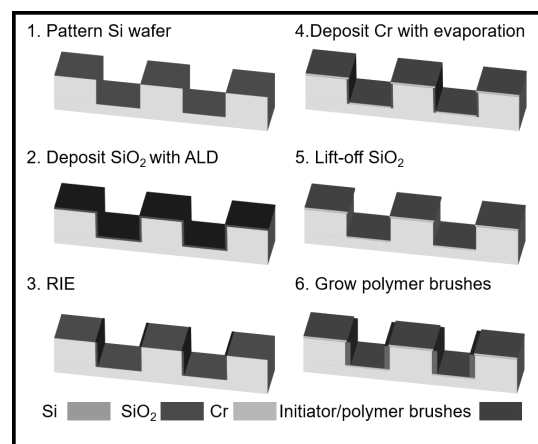 1. Pattern Si wafer
4.Deposit Cr with evaporation
2. Deposit SiO₂ with ALD
5. Lift-off SiO₂
3. RIE
6. Grow polymer brushes
Si SiO₂ Cr Initiator/polymer brushes